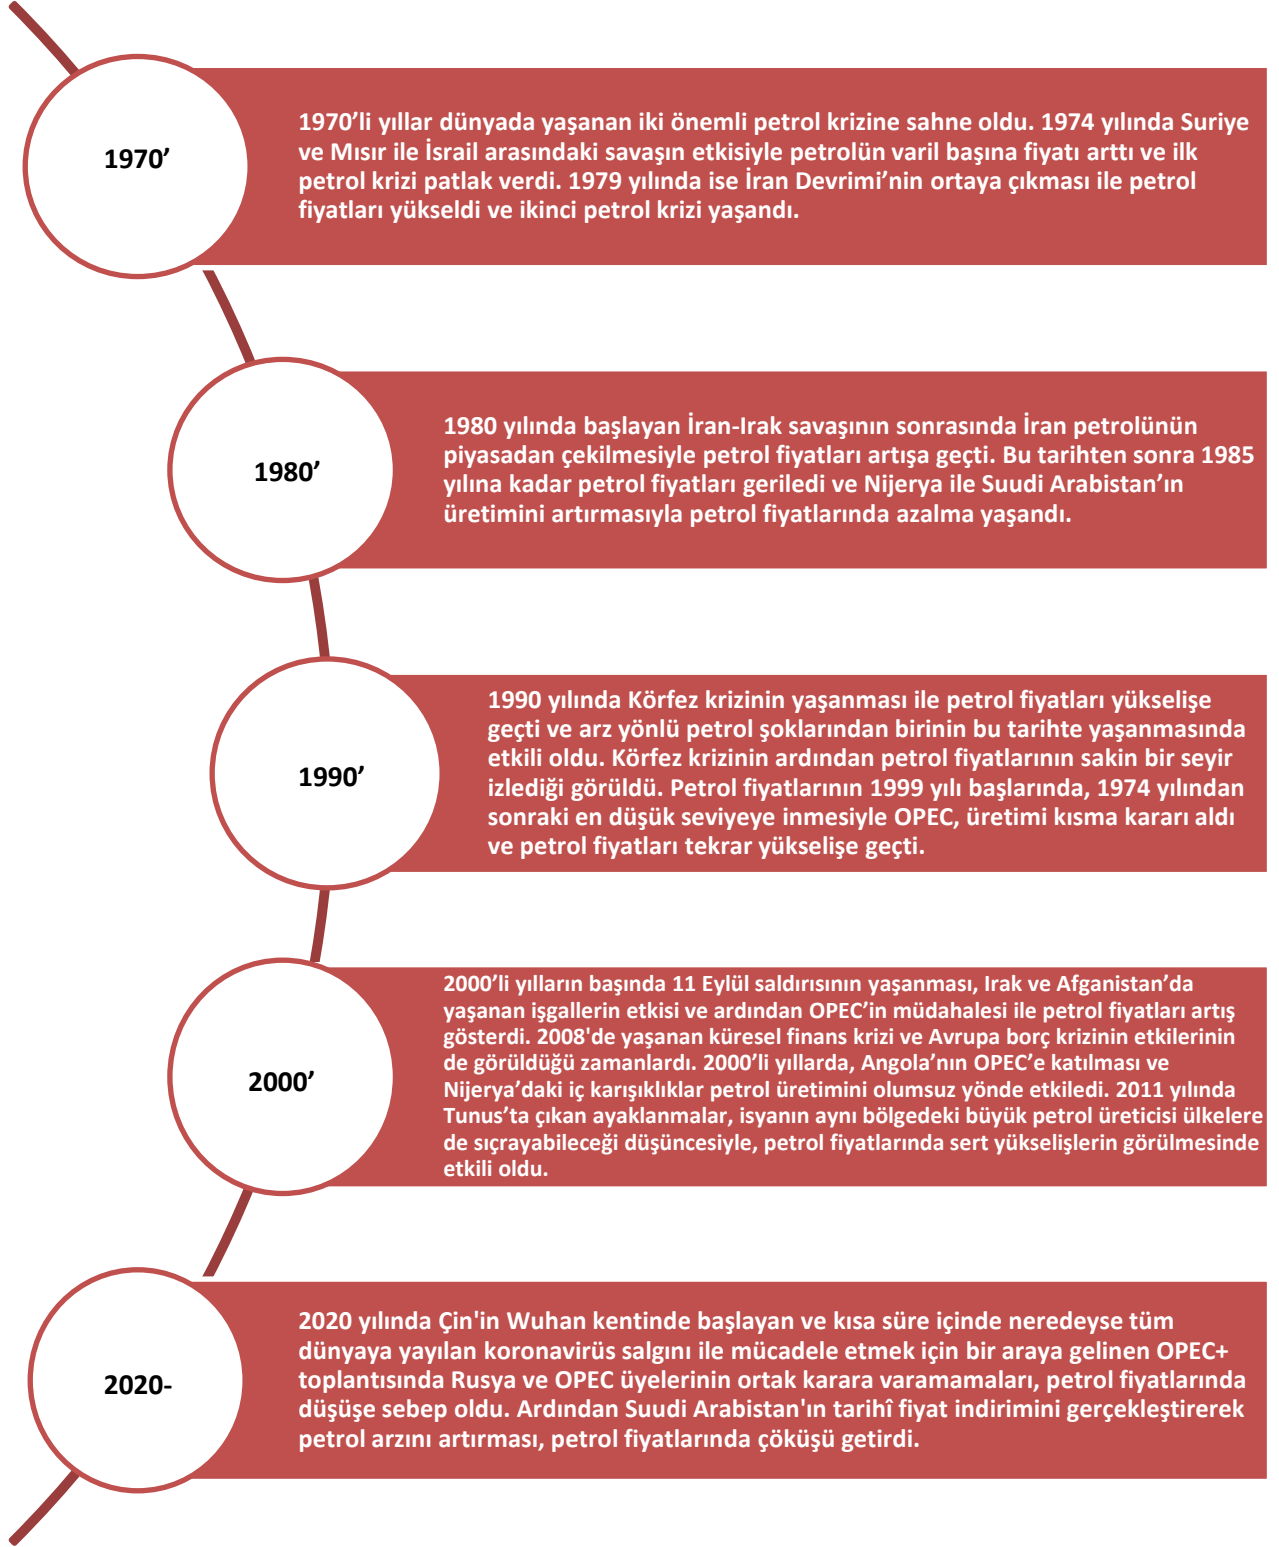 1970’
1970’li yıllar dünyada yaşanan iki önemli petrol krizine sahne oldu. 1974 yılında Suriye
ve Mısır ile İsrail arasındaki savaşın etkisiyle petrolün varil başına fiyatı arttı ve ilk
petrol krizi patlak verdi. 1979 yılında ise İran Devrimi’nin ortaya çıkması ile petrol
fiyatları yükseldi ve ikinci petrol krizi yaşandı.
1980’
1980 yılında başlayan İran-Irak savaşının sonrasında İran petrolünün
piyasadan çekilmesiyle petrol fiyatları artışa geçti. Bu tarihten sonra 1985
yılına kadar petrol fiyatları geriledi ve Nijerya ile Suudi Arabistan’ın
üretimini artırmasıyla petrol fiyatlarında azalma yaşandı.
1990’
1990 yılında Körfez krizinin yaşanması ile petrol fiyatları yükselişe
geçti ve arz yönlü petrol şoklarından birinin bu tarihte yaşanmasında
etkili oldu. Körfez krizinin ardından petrol fiyatlarının sakin bir seyir
izlediği görüldü. Petrol fiyatlarının 1999 yılı başlarında, 1974 yılından
sonraki en düşük seviyeye inmesiyle OPEC, üretimi kısma kararı aldı
ve petrol fiyatları tekrar yükselişe geçti.
2000’
2000’li yılların başında 11 Eylül saldırısının yaşanması, Irak ve Afganistan’da
yaşanan işgallerin etkisi ve ardından OPEC’in müdahalesi ile petrol fiyatları artış
gösterdi. 2008'de yaşanan küresel finans krizi ve Avrupa borç krizinin etkilerinin
de görüldüğü zamanlardı. 2000’li yıllarda, Angola’nın OPEC’e katılması ve
Nijerya’daki iç karışıklıklar petrol üretimini olumsuz yönde etkiledi. 2011 yılında
Tunus’ta çıkan ayaklanmalar, isyanın aynı bölgedeki büyük petrol üreticisi ülkelere
de sıçrayabileceği düşüncesiyle, petrol fiyatlarında sert yükselişlerin görülmesinde
etkili oldu.
2020-
2020 yılında Çin'in Wuhan kentinde başlayan ve kısa süre içinde neredeyse tüm
dünyaya yayılan koronavirüs salgını ile mücadele etmek için bir araya gelinen OPEC+
toplantısında Rusya ve OPEC üyelerinin ortak karara varamamaları, petrol fiyatlarında
düşüşe sebep oldu. Ardından Suudi Arabistan'ın tarihî fiyat indirimini gerçekleştirerek
petrol arzını artırması, petrol fiyatlarında çöküşü getirdi.